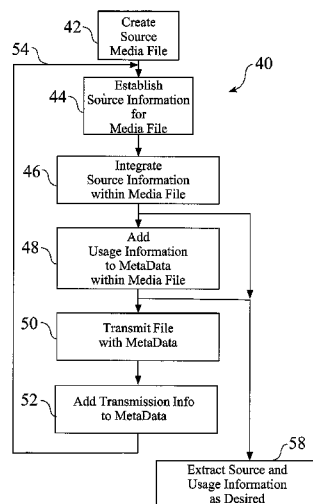 42
Create
Source
Media File
54
40
44
Establish
Source Information
for
Media File
46
Integrate
Source Information
within Media File
48
Add
Usage Information
to MetaData
within Media File
50
Transmit File
with MetaData
52
Add Transmission Info
to MetaData
58
Extract Source and
Usage Information
as Desired